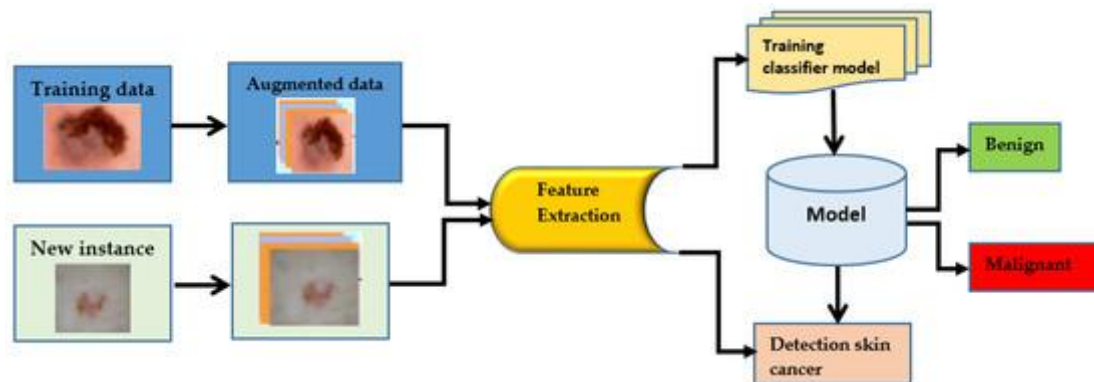 Training data
Augmented data
New instance
Feature
Extraction
Training
classifier model
Model
Benign
Malignant
Detection skin
cancer